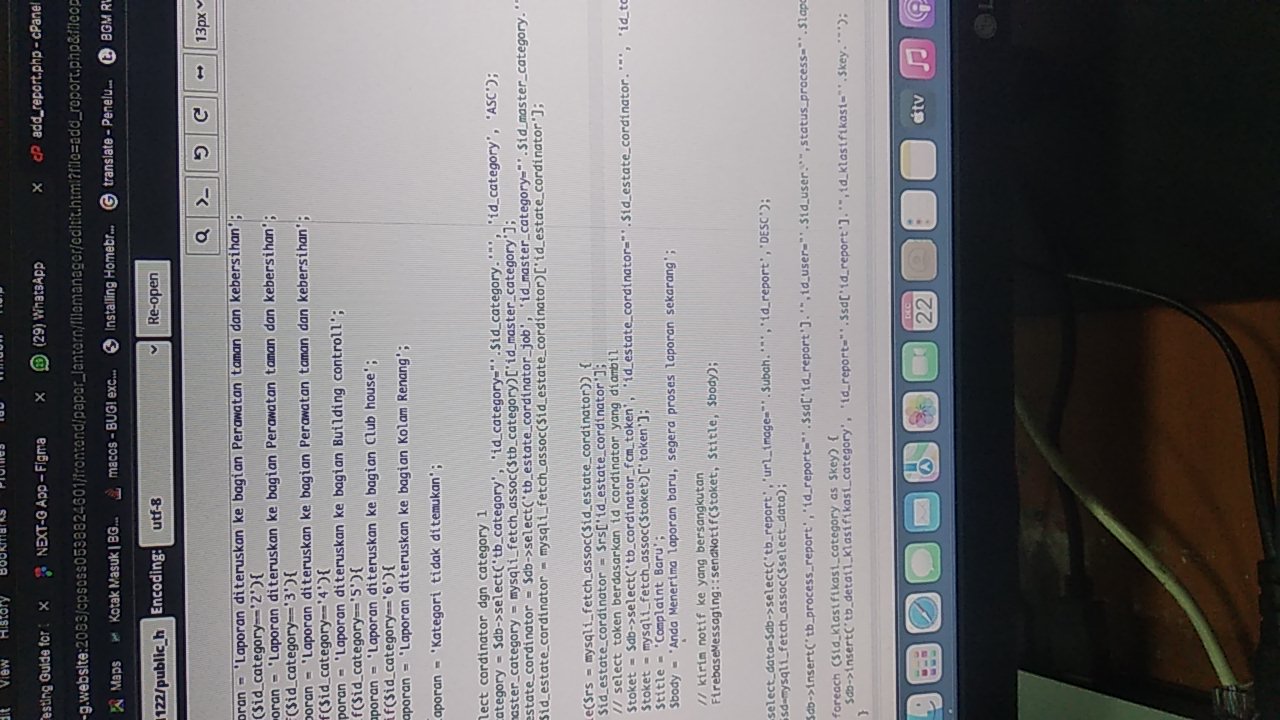 dit View History Bookmarks Profiles Tab Window Help
esting Guide for
NEXT-G App – Figma
(29) WhatsApp
add_report.php - cPanel
-g.website:2083/cpsess0538824601/frontend/paper_lantern/filemanager/editit.html?file=add_report.php&fileop
Maps
Kotak Masuk | BG...
macos - BUG! exc...
Installing Homebr...
translate - Penelu...
BGM RW
1122/public_h
Encoding:
utf-8
Re-open
13px
oran = 'Laporan diteruskan ke bagian Perawatan taman dan kebersihan';
($id_category=='2'){
poran = 'Laporan diteruskan ke bagian Perawatan taman dan kebersihan';
f($id_category=='3'){
poran = 'Laporan diteruskan ke bagian Perawatan taman dan kebersihan';
f($id_category=='4'){
poran = 'Laporan diteruskan ke bagian Building controll';
if($id_category=='5'){
aporan = 'Laporan diteruskan ke bagian Club house';
if($id_category=='6'){
aporan = 'Laporan diteruskan ke bagian Kolam Renang';
aporan = 'Kategori tidak ditemukan';
lect cordinator dgn category 1
ategory = $db->select('tb_category', 'id_category="'.$id_category.'"', 'id_category', 'ASC');
aster_category = mysqli_fetch_assoc($tb_category)['id_master_category'];
estate_cordinator = $db->select('tb_estate_cordinator_job', 'id_master_category="'.$id_master_category.'"
$id_estate_cordinator = mysqli_fetch_assoc($id_estate_cordinator)['id_estate_cordinator'];
le($rs = mysqli_fetch_assoc($id_estate_cordinator)) {
$id_estate_cordinator = $rs['id_estate_cordinator'];
// select token berdasarkan id cordinator yang diambil
$toket = $db->select('tb_cordinator_fcm_token', 'id_estate_cordinator="'.$id_estate_cordinator.'"', 'id_to
$toket = mysqli_fetch_assoc($toket)['token'];
$title = 'Complaint Baru';
$body = 'Anda Menerima laporan baru, segera proses laporan sekarang';
// kirim notif ke yang bersangkutan
FirebaseMessaging::sendNotif($toket, $title, $body);
$select_data=$db->select('tb_report','url_image="'.$ubah.'"','id_report','DESC');
$sd=mysqli_fetch_assoc($select_data);
$db->insert('tb_process_report','id_report="'.$sd['id_report'].'",id_user="'.$id_user.'",status_process="'.$lapo
foreach ($id_klasifikasi_category as $key) {
$db->insert('tb_detail_klasifikasi_category', 'id_report="'.$sd['id_report'].'",id_klasifikasi="'.$key.'"');
}
DEC
22
tv